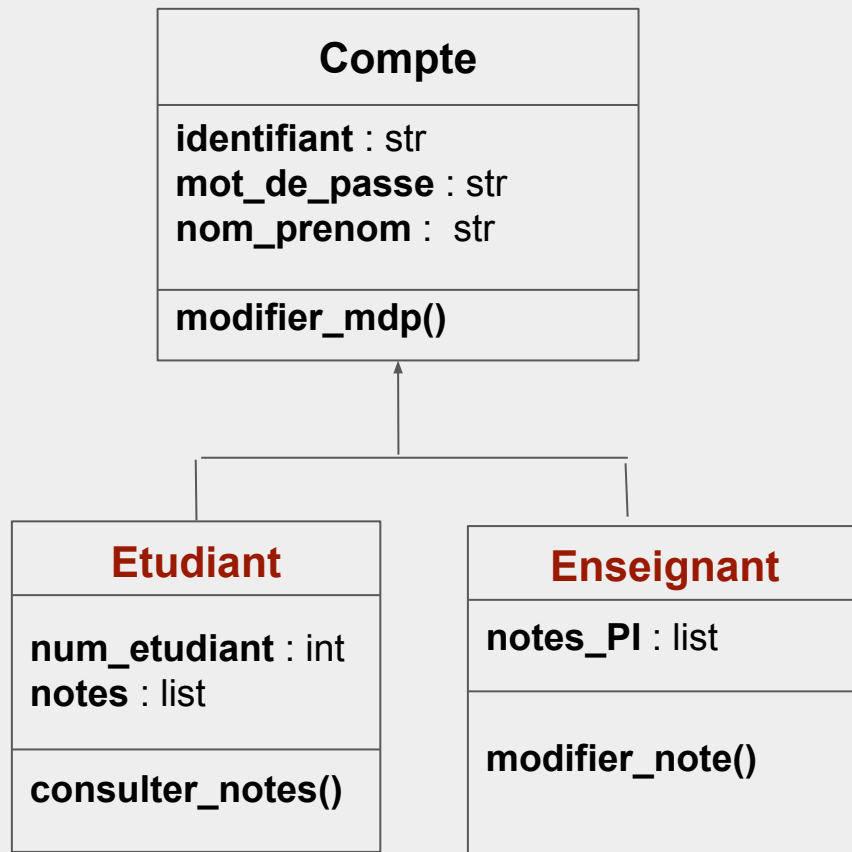 Compte
identifiant : str
mot_de_passe : str
nom_prenom : str
modifier_mdp()
Etudiant
num_etudiant : int
notes : list
consulter_notes()
Enseignant
notes_PI : list
modifier_note()